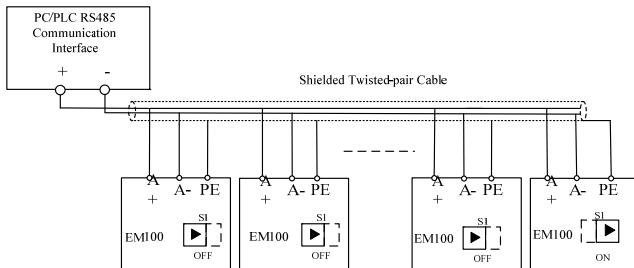 PC/PLC RS485
Communication
Interface
+ -
Shielded Twisted-pair Cable
A+ A- PE
A+ A- PE
A+ A- PE
A+ A- PE
S1
EM100
OFF
S1
EM100
OFF
S1
EM100
OFF
S1
EM100
ON